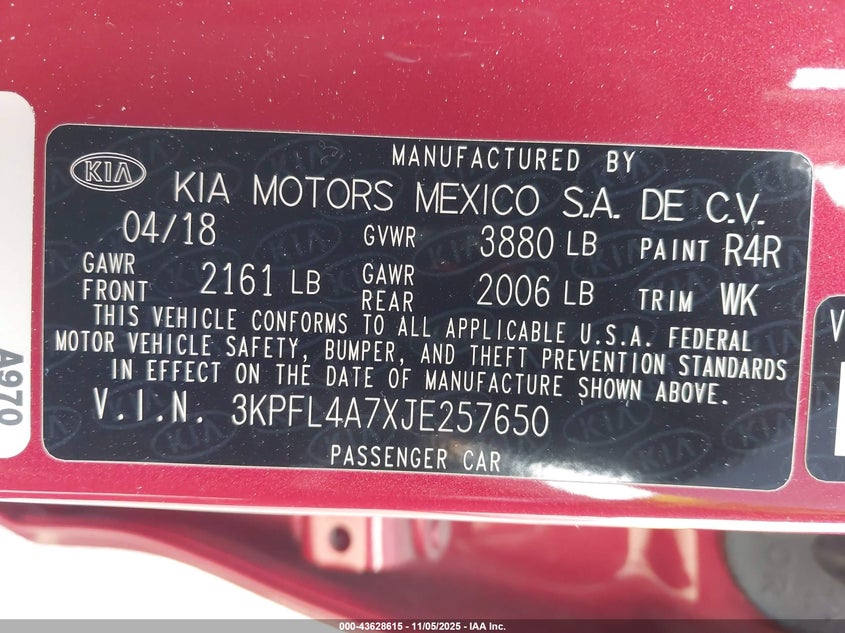 MANUFACTURED BY
KIA KIA MOTORS MEXICO S.A. DE C.V.
04/18 GVWR 3880 LB PAINT R4R
GAWR FRONT 2161 LB GAWR REAR 2006 LB TRIM WK
THIS VEHICLE CONFORMS TO ALL APPLICABLE U.S.A. FEDERAL
MOTOR VEHICLE SAFETY, BUMPER, AND THEFT PREVENTION STANDARDS
IN EFFECT ON THE DATE OF MANUFACTURE SHOWN ABOVE.
V.I.N. 3KPFL4A7XJE257650
PASSENGER CAR
A970
V
000-43628615 - 11/05/2025 - IAA Inc.